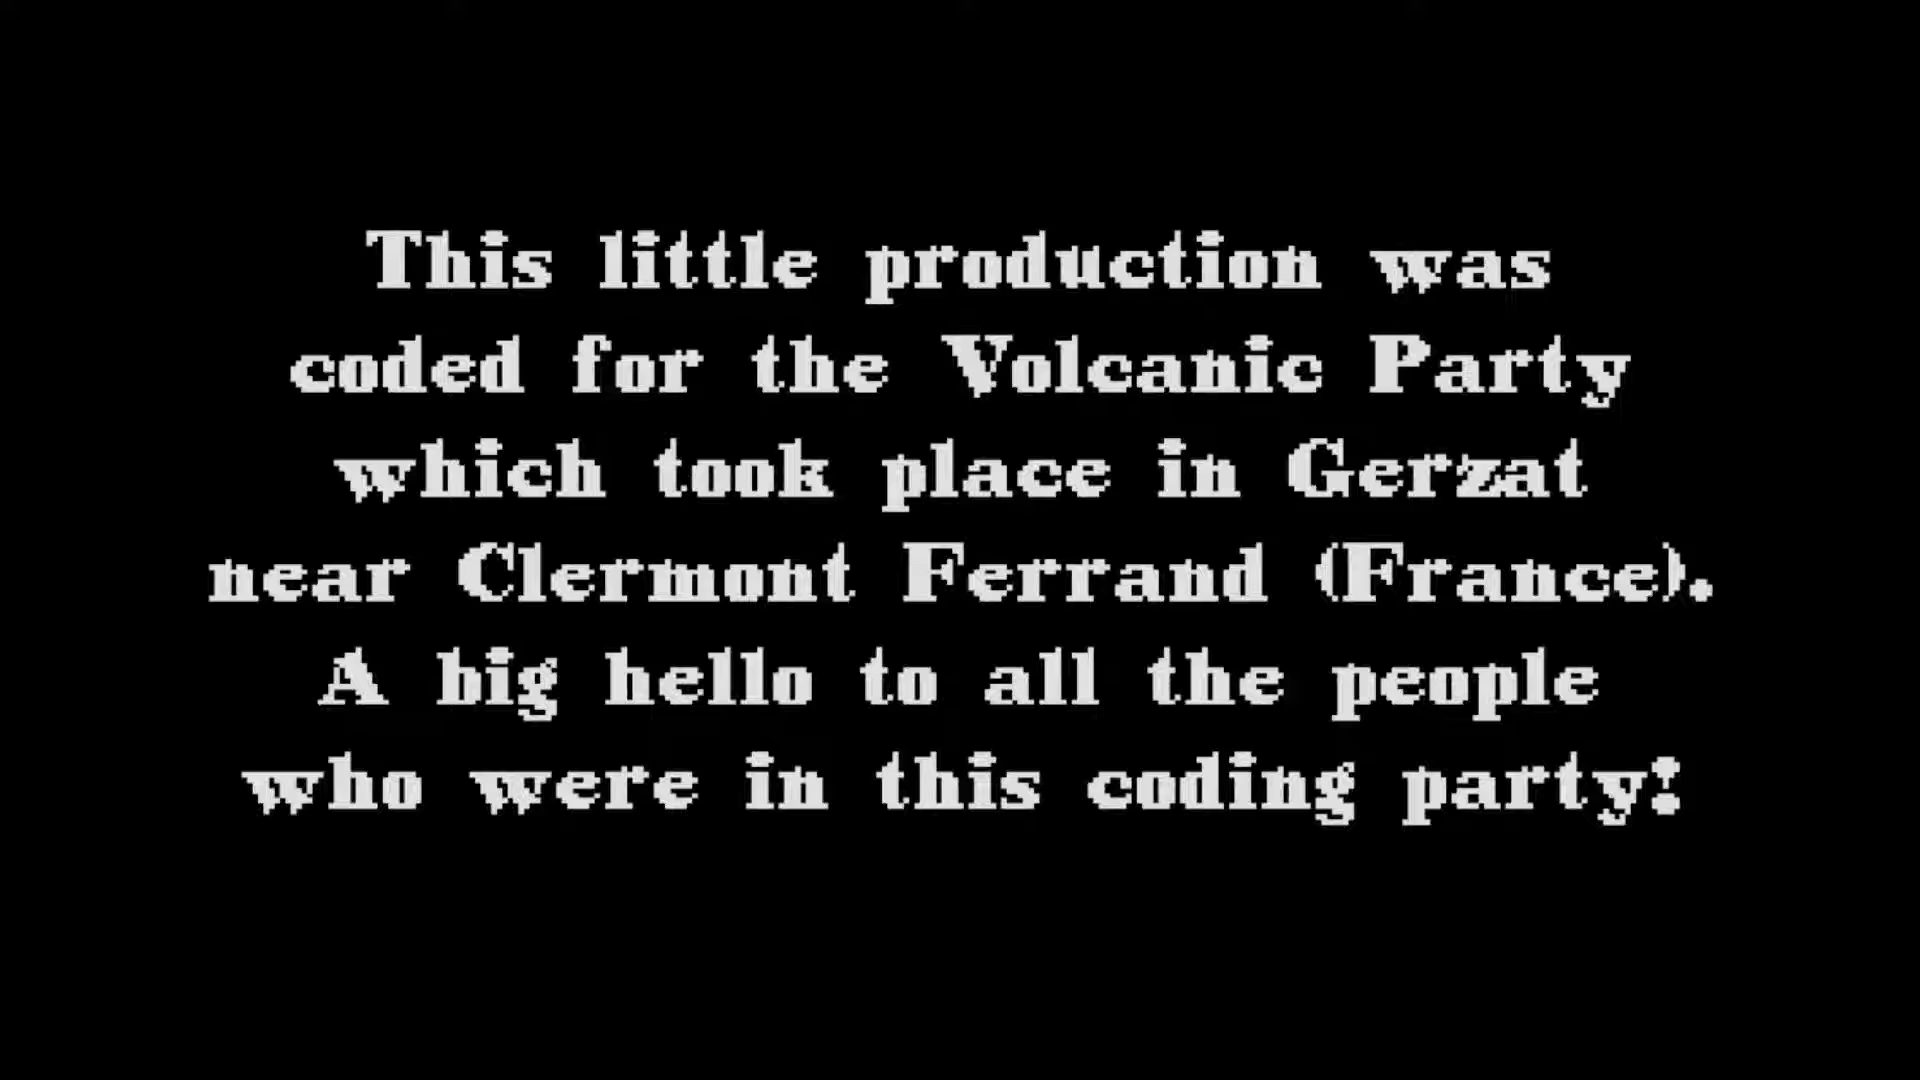 This little production was
coded for the Volcanic Party
which took place in Gerzat
near Clermont Ferrand (France).
A big hello to all the people
who were in this coding party!